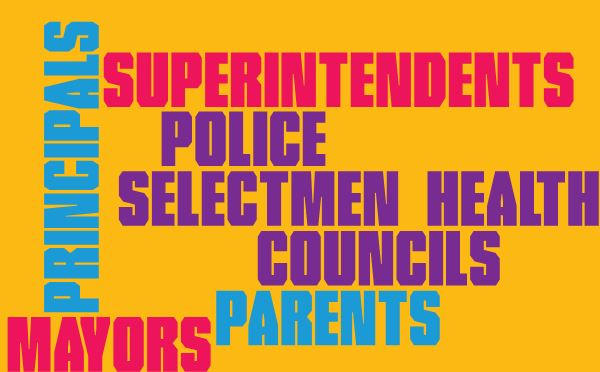 PRINCIPALS
SUPERINTENDENTS
POLICE
SELECTMEN HEALTH
COUNCILS
PARENTS
MAYORS